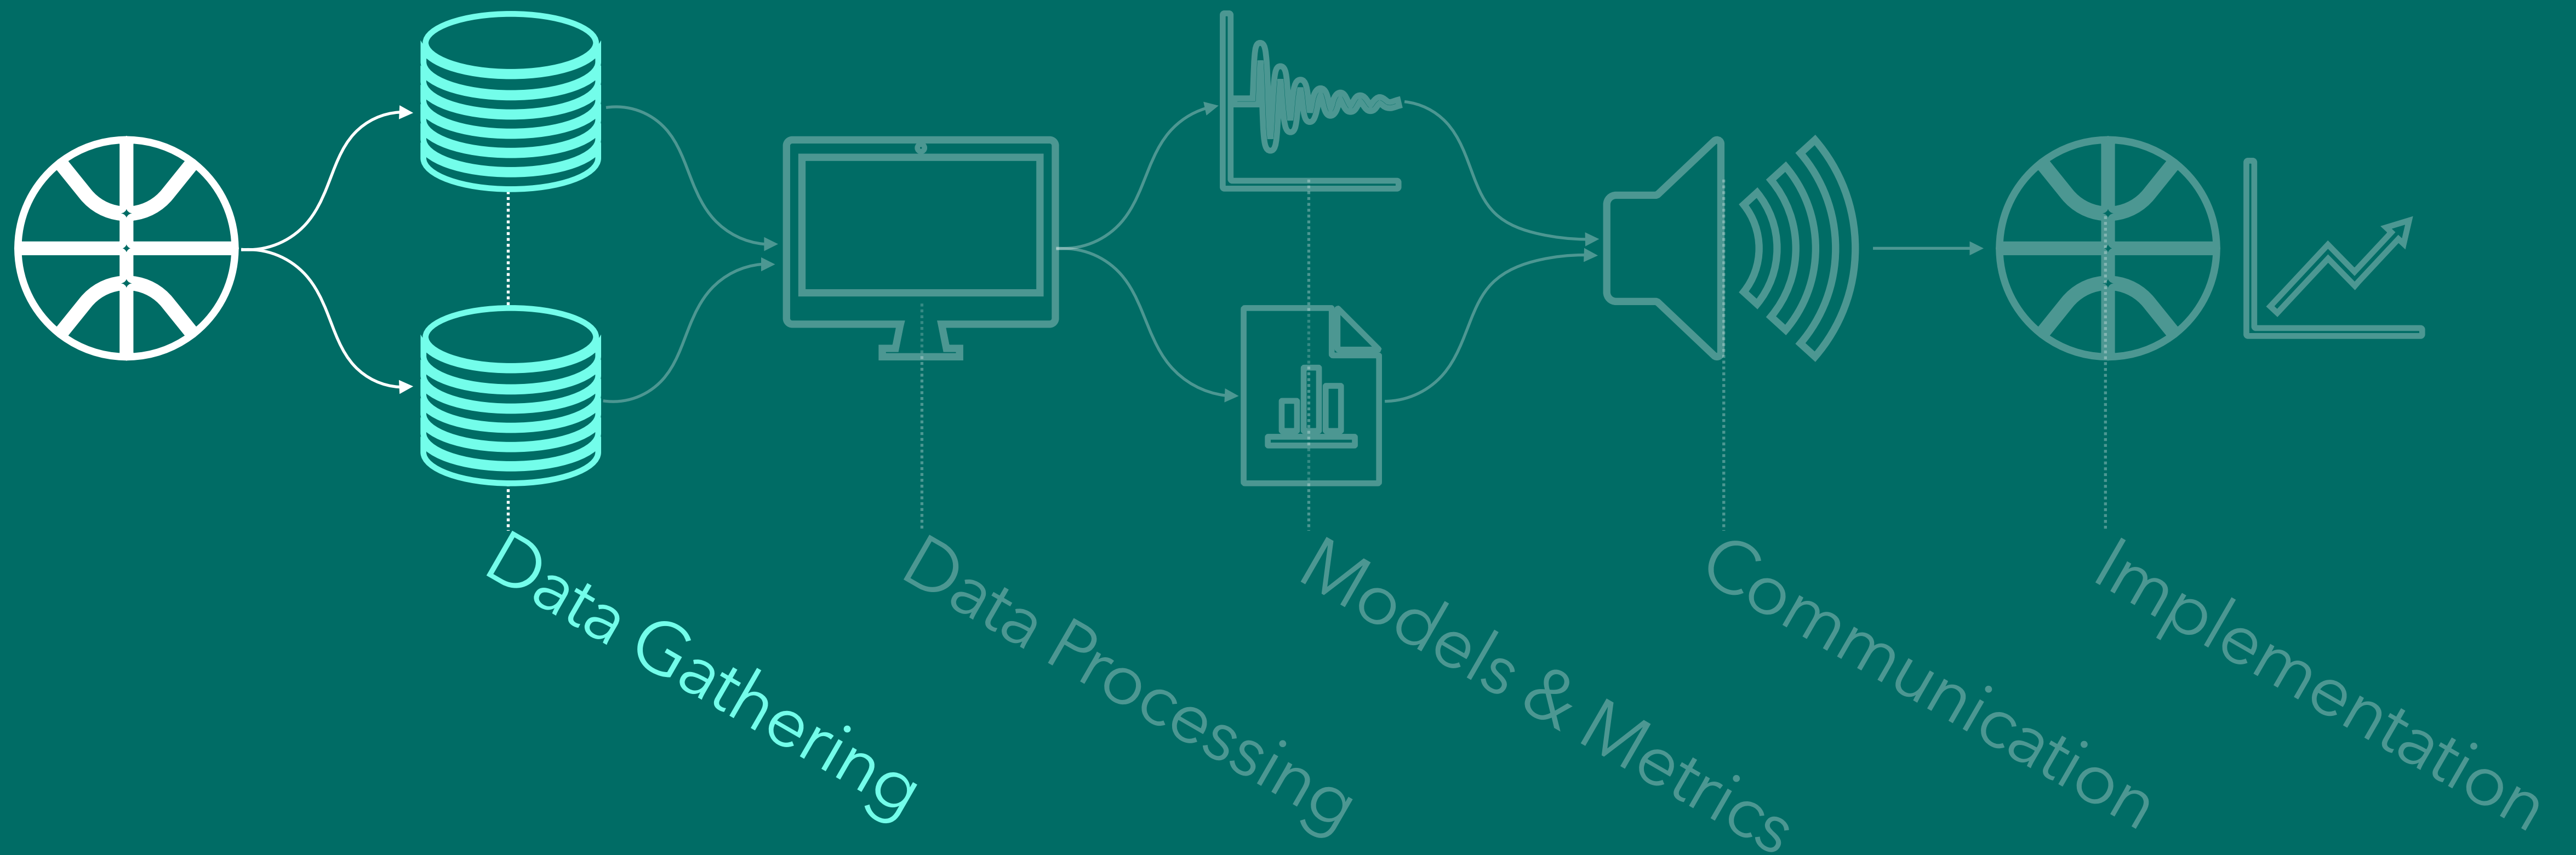 Data Gathering
Data Processing
Models & Metrics
Communication
Implementation